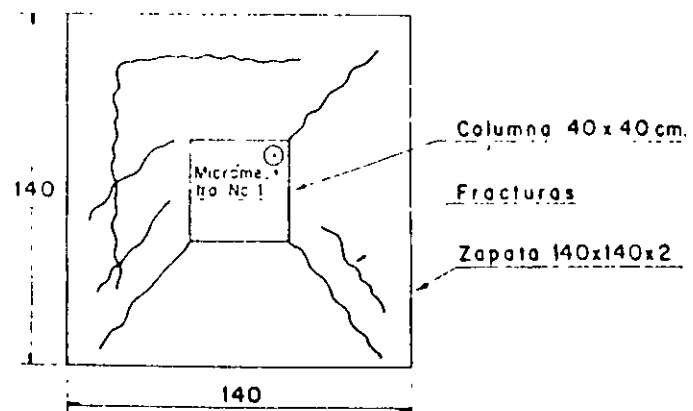 Columna 40 x 40 cm.
140
Micróme-
tro No 1
Fracturas
Zapata 140x140x2
140